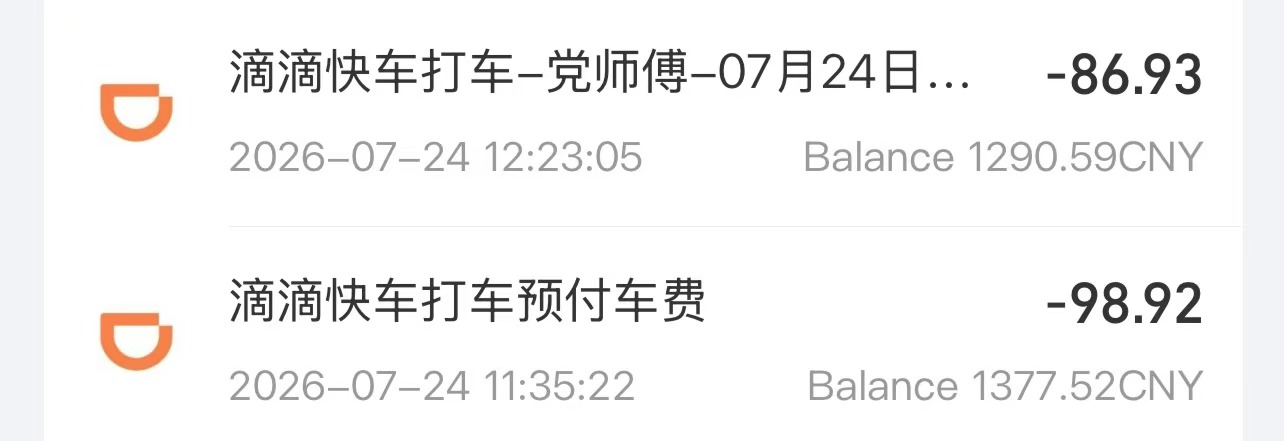 滴滴快车打车–党师傅–07月24日... -86.93
2026–07–24 12:23:05 Balance 1290.59CNY
滴滴快车打车预付车费 -98.92
2026–07–24 11:35:22 Balance 1377.52CNY